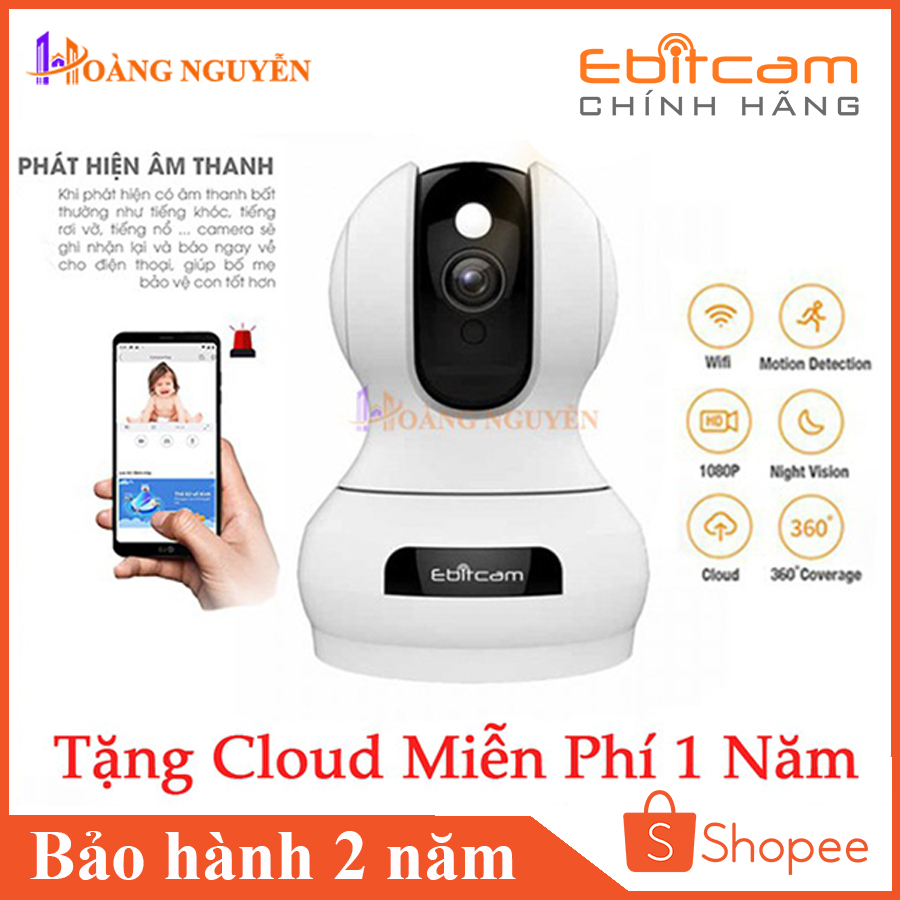 HOÀNG NGUYỄN
Ebitcam
CHÍNH HÃNG
PHÁT HIỆN ÂM THANH
Khi phát hiện có âm thanh bất
thường như tiếng khóc, tiếng
rơi vỡ, tiếng nổ ... camera sẽ
ghi nhận lại và báo ngay về
cho điện thoại, giúp bố mẹ
bảo vệ con tốt hơn
HOÀNG NGUYỄN
Ebitcam
LG
Wifi
Motion Detection
HD
1080P
Night Vision
360°
Cloud
360°Coverage
Tặng Cloud Miễn Phí 1 Năm
Bảo hành 2 năm
S Shopee